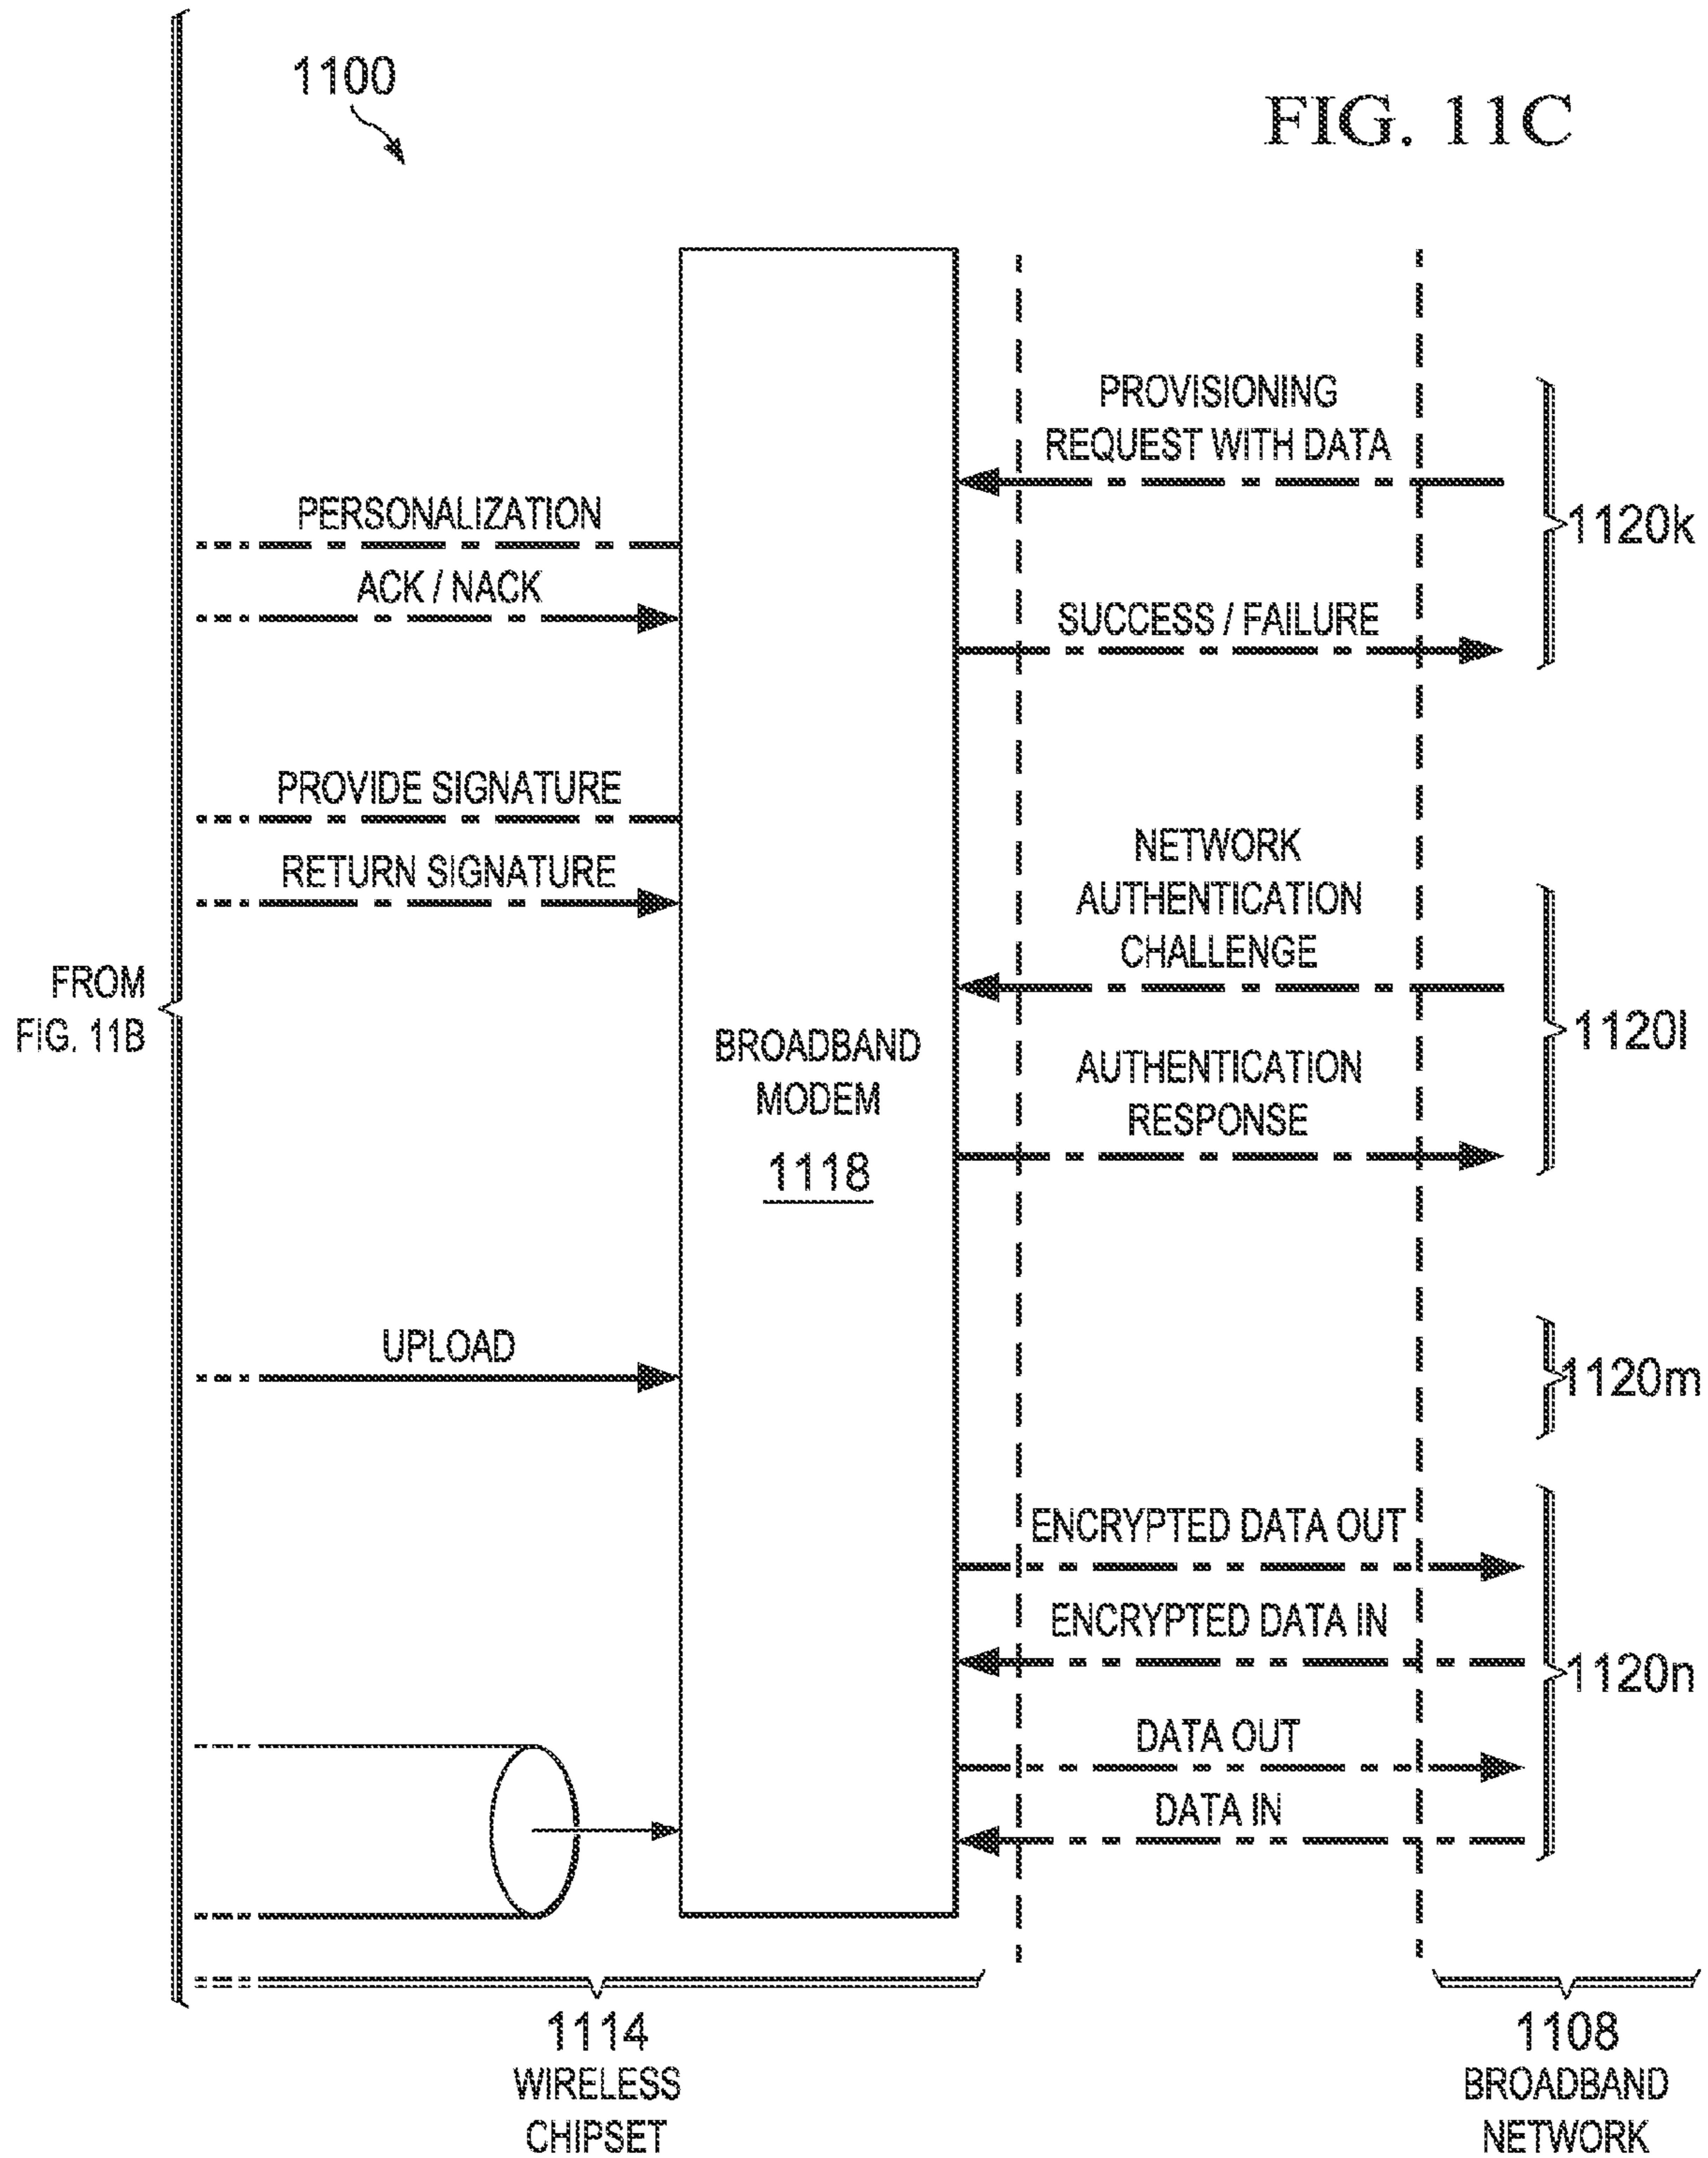 1100
FIG. 11C
PROVISIONING
REQUEST WITH DATA
PERSONALIZATION
1120k
ACK / NACK
SUCCESS / FAILURE
PROVIDE SIGNATURE
RETURN SIGNATURE
NETWORK
AUTHENTICATION
CHALLENGE
FROM
FIG. 11B
BROADBAND
MODEM
1118
1120l
AUTHENTICATION
RESPONSE
UPLOAD
1120m
ENCRYPTED DATA OUT
ENCRYPTED DATA IN
1120n
DATA OUT
DATA IN
1114
WIRELESS
CHIPSET
1108
BROADBAND
NETWORK